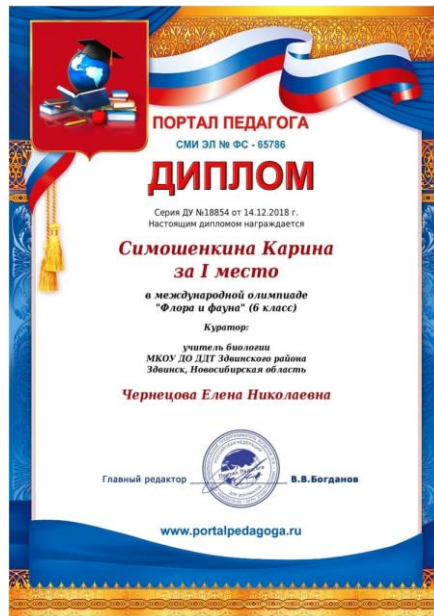 ПОРТАЛ ПЕДАГОГА
СМИ ЭЛ № ФС - 65786
ДИПЛОМ
Серия ДУ №18854 от 14.12.2018 г.
Настоящим дипломом награждается
Симошенкина Карина
за I место
в международной олимпиаде
"Флора и фауна" (6 класс)
Куратор:
учитель биологии
МКОУ ДО ДДТ Здвинского района
Здвинск, Новосибирская область
Чернецова Елена Николаевна
Главный редактор
В.В.Богданов
www.portalpedagoga.ru